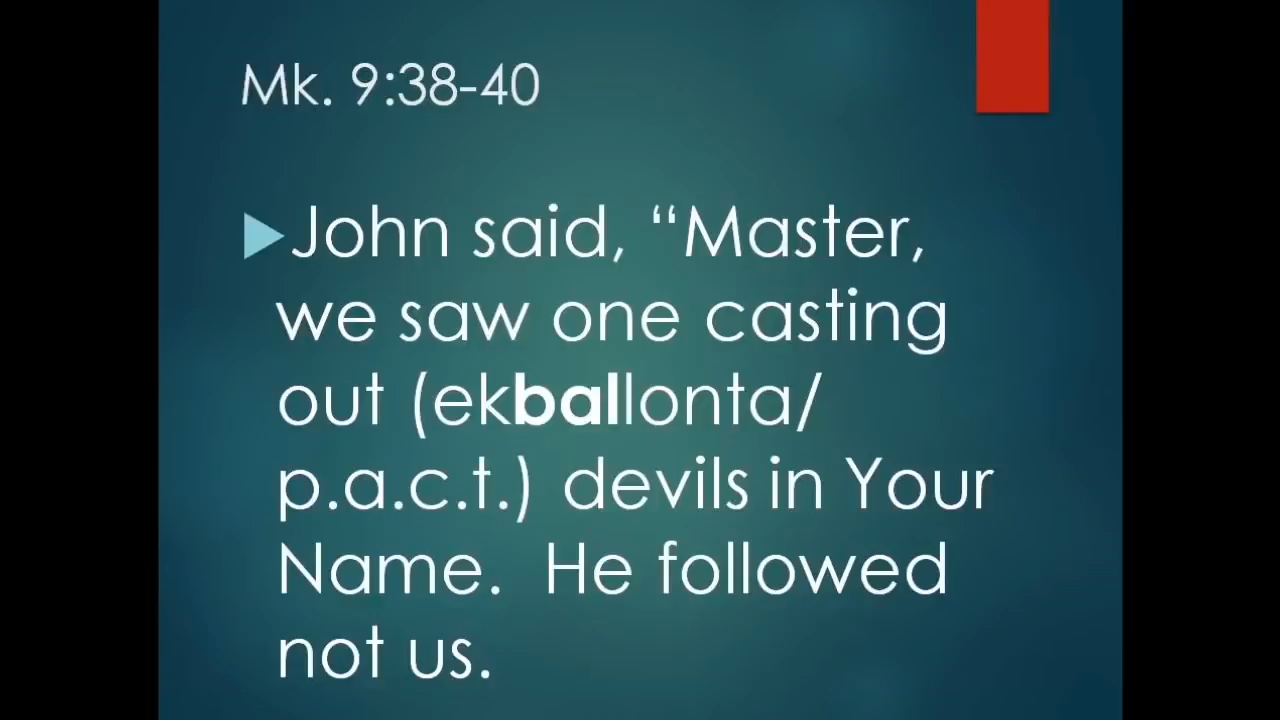 Mk. 9:38-40
John said, “Master,
we saw one casting
out (ekballonta/
p.a.c.t.) devils in Your
Name.  He followed
not us.